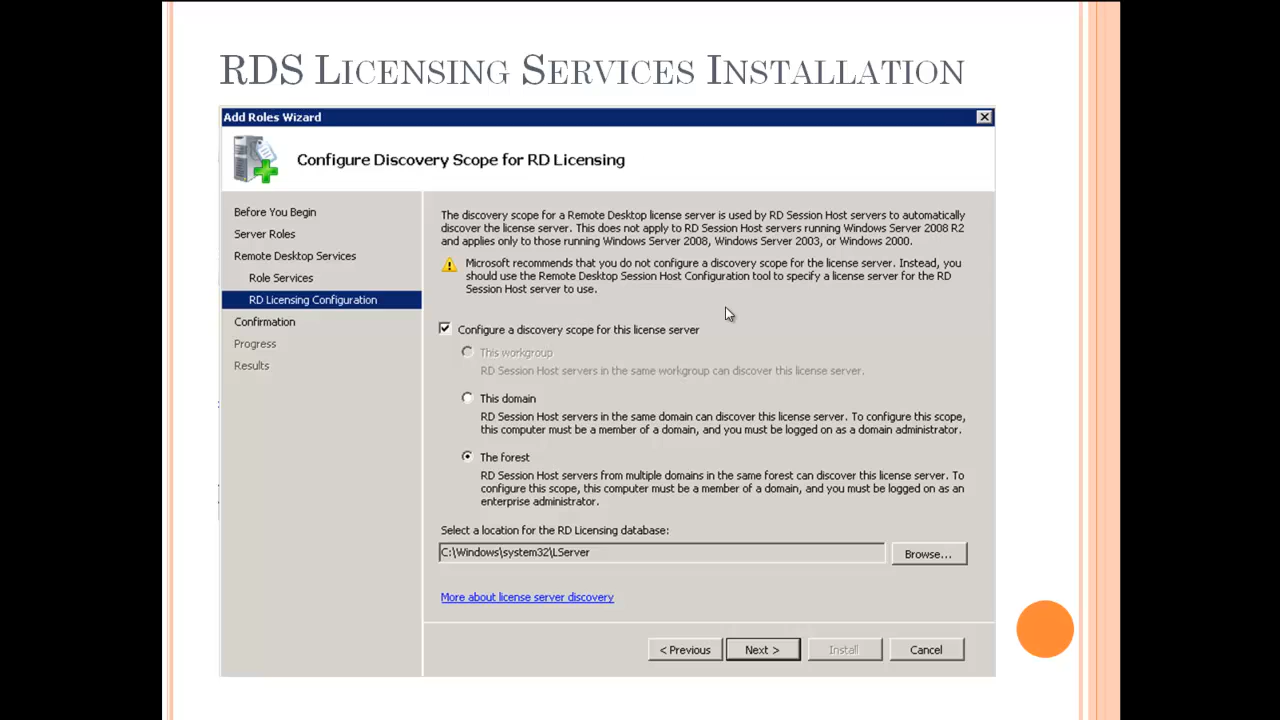 RDS LICENSING SERVICES INSTALLATION
Add Roles Wizard
Configure Discovery Scope for RD Licensing
Before You Begin
Server Roles
Remote Desktop Services
Role Services
RD Licensing Configuration
Confirmation
Progress
Results
The discovery scope for a Remote Desktop license server is used by RD Session Host servers to automatically
discover the license server. This does not apply to RD Session Host servers running Windows Server 2008 R2
and applies only to those running Windows Server 2008, Windows Server 2003, or Windows 2000.
Microsoft recommends that you do not configure a discovery scope for the license server. Instead, you
should use the Remote Desktop Session Host Configuration tool to specify a license server for the RD
Session Host server to use.
Configure a discovery scope for this license server
This workgroup
RD Session Host servers in the same workgroup can discover this license server.
This domain
RD Session Host servers in the same domain can discover this license server. To configure this scope,
this computer must be a member of a domain, and you must be logged on as a domain administrator.
The forest
RD Session Host servers from multiple domains in the same forest can discover this license server. To
configure this scope, this computer must be a member of a domain, and you must be logged on as an
enterprise administrator.
Select a location for the RD Licensing database:
C:\Windows\system32\LServer
Browse...
More about license server discovery
< Previous
Next >
Install
Cancel